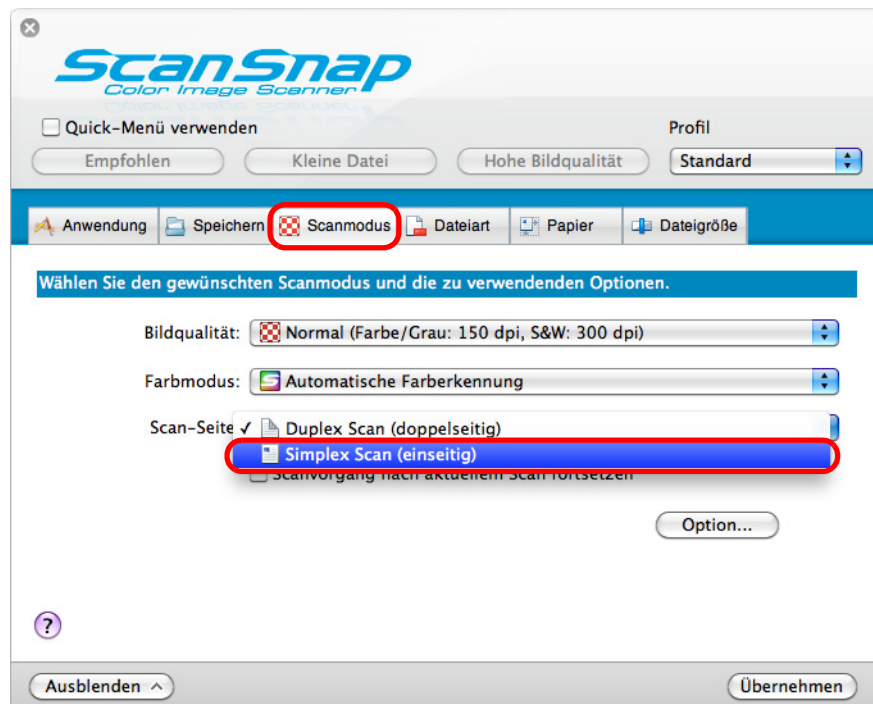 ScanSnap
Color Image Scanner
Quick-Menü verwenden
Profil
Empfohlen
Kleine Datei
Hohe Bildqualität
Standard
Anwendung
Speichern
Scanmodus
Dateiart
Papier
Dateigröße
Wählen Sie den gewünschten Scanmodus und die zu verwendenden Optionen.
Bildqualität: Normal (Farbe/Grau: 150 dpi, S&W: 300 dpi)
Farbmodus: Automatische Farberkennung
Scan-Seite ✓ Duplex Scan (doppelseitig)
Simplex Scan (einseitig)
Scanvorgang nach aktuellem Scan fortsetzen
Option...
?
Ausblenden
Übernehmen